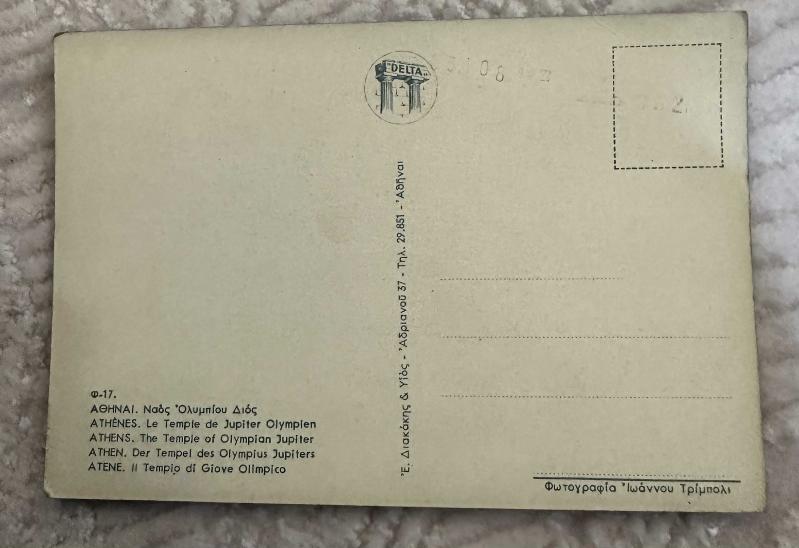 DELTA
Φ-17.
ΑΘΗΝΑΙ. Ναὸς Ὀλυμπίου Διός
ATHÈNES. Le Temple de Jupiter Olympien
ATHENS. The Temple of Olympian Jupiter
ATHEN. Der Tempel des Olympius Jupiters
ATENE. Il Tempio di Giove Olimpico
Ἐ. Διακάκης & Υἱὸς - Ἀδριανοῦ 37 - Τηλ. 29.851 - Ἀθῆναι
Φωτογραφία Ἰωάννου Τρίμπολι